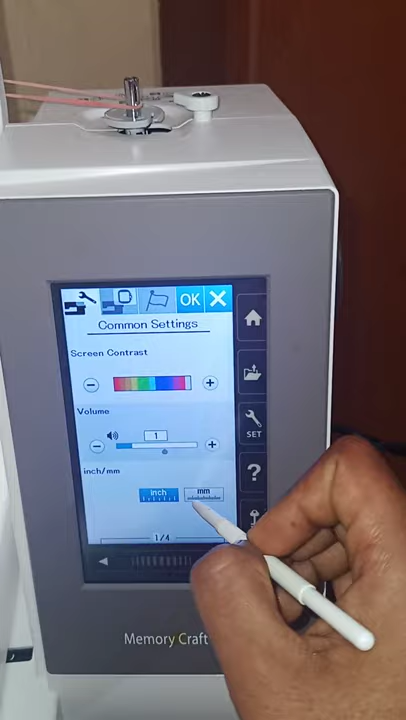 OK
Common Settings
Screen Contrast
Volume
1
SET
inch/mm
?
inch
mm
1/4
Memory Craft